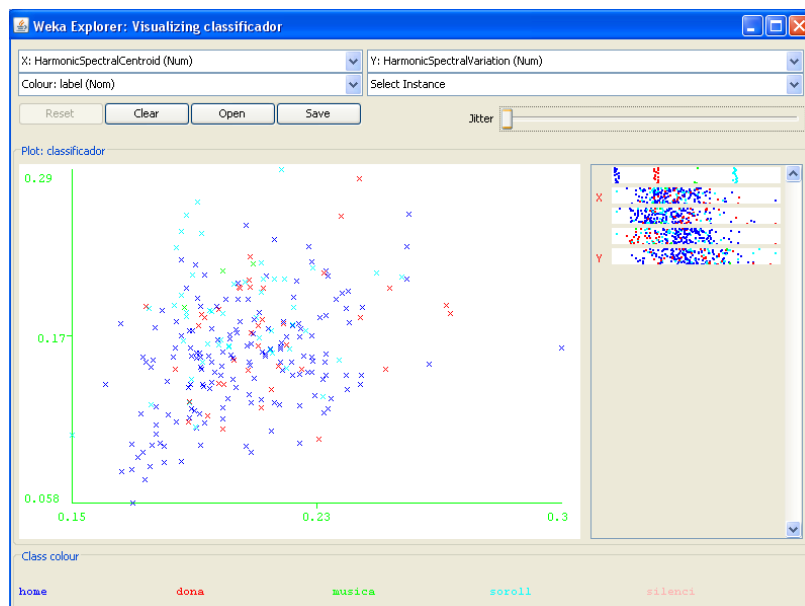 Weka Explorer: Visualizing classificador
X: HarmonicSpectralCentroid (Num)
Y: HarmonicSpectralVariation (Num)
Colour: label (Nom)
Select Instance
Reset
Clear
Open
Save
Jitter
Plot: classificador
0.29
0.17
0.058
0.15
0.23
0.3
X
Y
Class colour
home
dona
musica
soroll
silenci